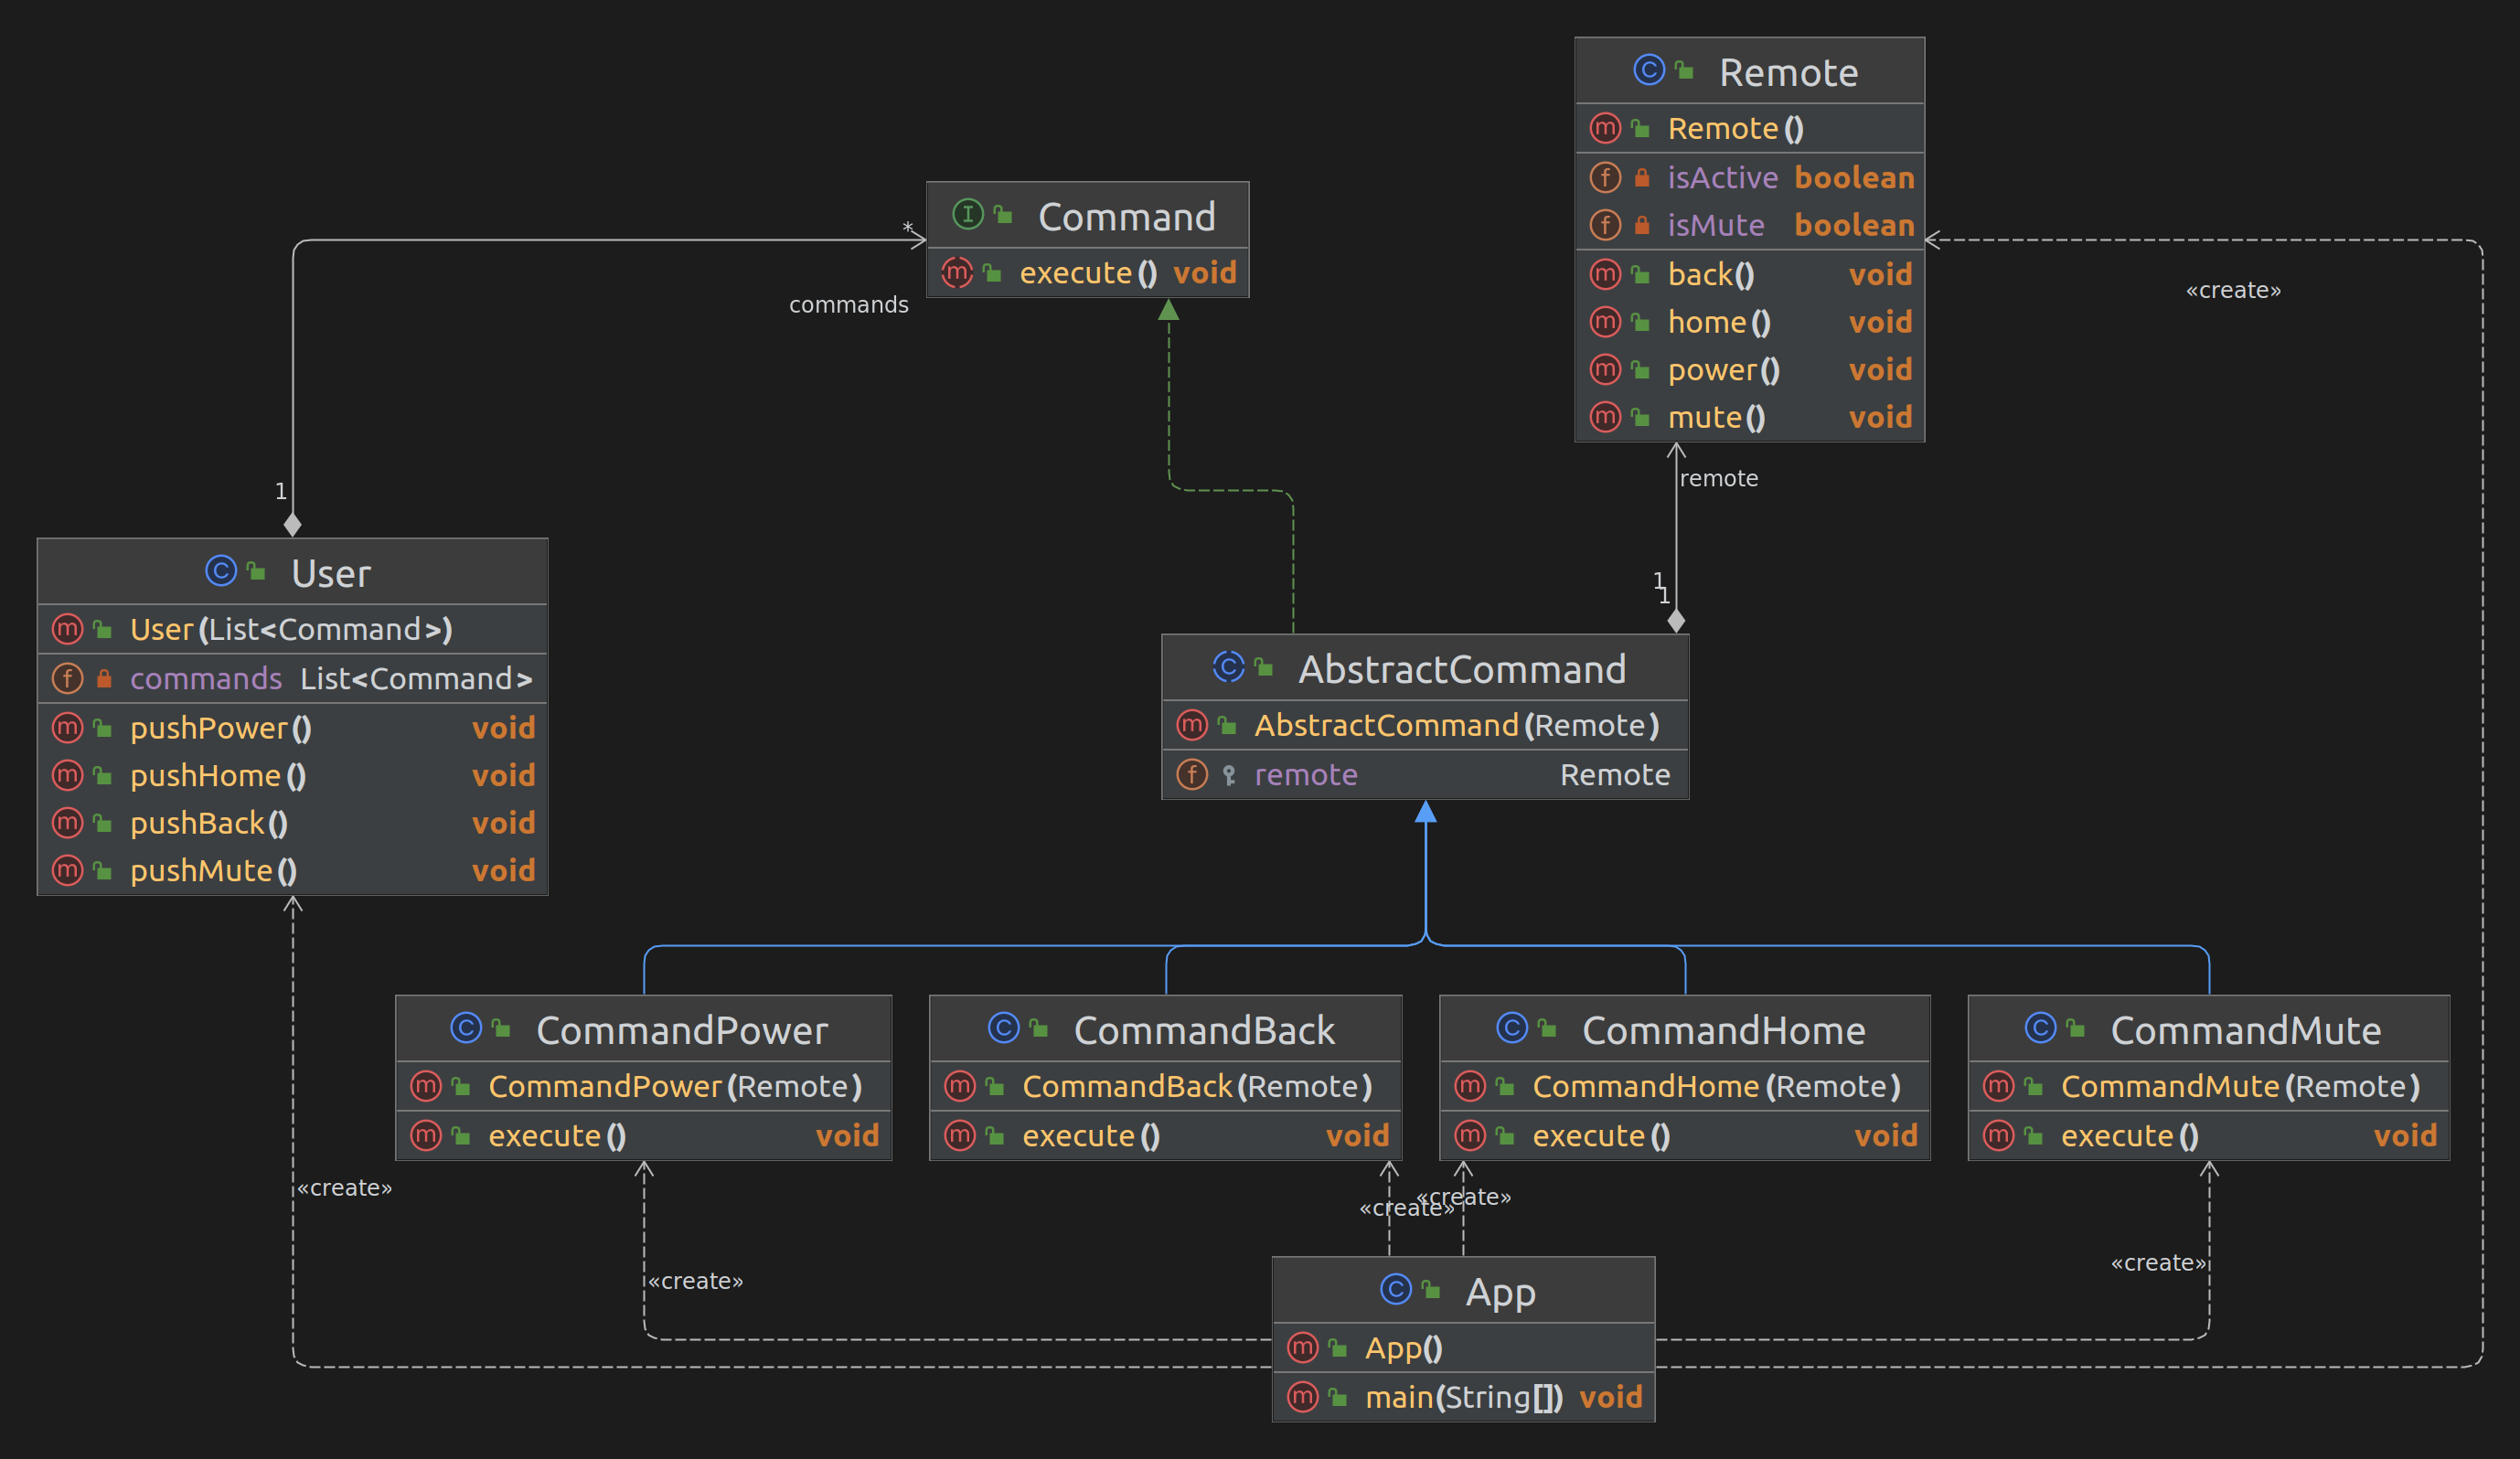 Remote
Remote()
isActive boolean
isMute boolean
back() void
home() void
power() void
mute() void
Command
execute() void
*
commands
«create»
remote
1
1
1
User
User(List<Command>)
commands List<Command>
pushPower() void
pushHome() void
pushBack() void
pushMute() void
AbstractCommand
AbstractCommand(Remote)
remote Remote
CommandPower
CommandPower(Remote)
execute() void
CommandBack
CommandBack(Remote)
execute() void
CommandHome
CommandHome(Remote)
execute() void
CommandMute
CommandMute(Remote)
execute() void
«create»
«create»
«create»
«create»
«create»
App
App()
main(String[]) void